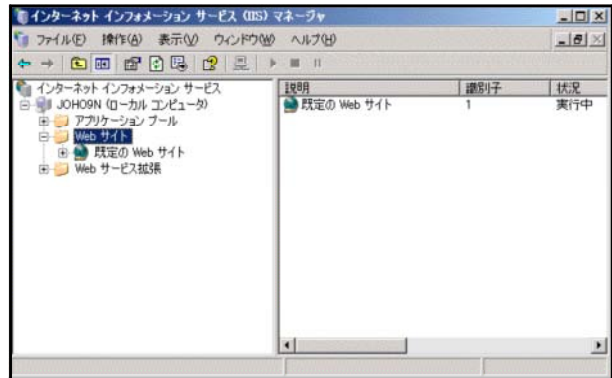 インターネット インフォメーション サービス (IIS) マネージャ
ファイル(F) 操作(A) 表示(V) ウィンドウ(W) ヘルプ(H)
インターネット インフォメーション サービス
JOHO9N (ローカル コンピュータ)
アプリケーション プール
Web サイト
既定の Web サイト
Web サービス拡張
説明 識別子 状況
既定の Web サイト 1 実行中